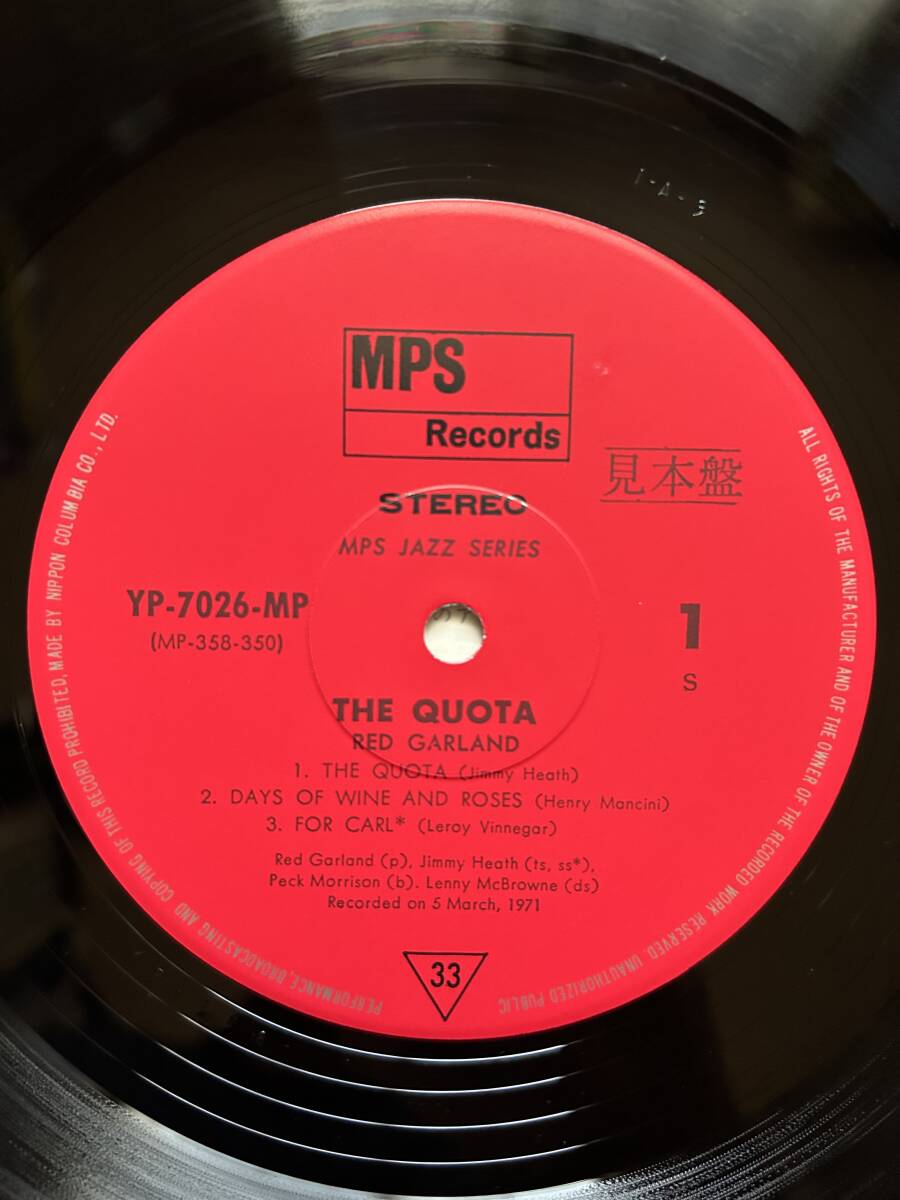 1-A-3
MPS
Records
見本盤
STEREO
MPS JAZZ SERIES
YP-7026-MP
(MP-358-350)
1
S
THE QUOTA
RED GARLAND
1. THE QUOTA (Jimmy Heath)
2. DAYS OF WINE AND ROSES (Henry Mancini)
3. FOR CARL* (Leroy Vinnegar)
Red Garland (p), Jimmy Heath (ts, ss*),
Peck Morrison (b). Lenny McBrowne (ds)
Recorded on 5 March, 1971
33
ALL RIGHTS OF THE MANUFACTURER AND OF THE OWNER OF THE RECORDED WORK RESERVED. UNAUTHORIZED PUBLIC PERFORMANCE, BROADCASTING AND COPYING OF THIS RECORD PROHIBITED, MADE BY NIPPON COLUMBIA CO., LTD.